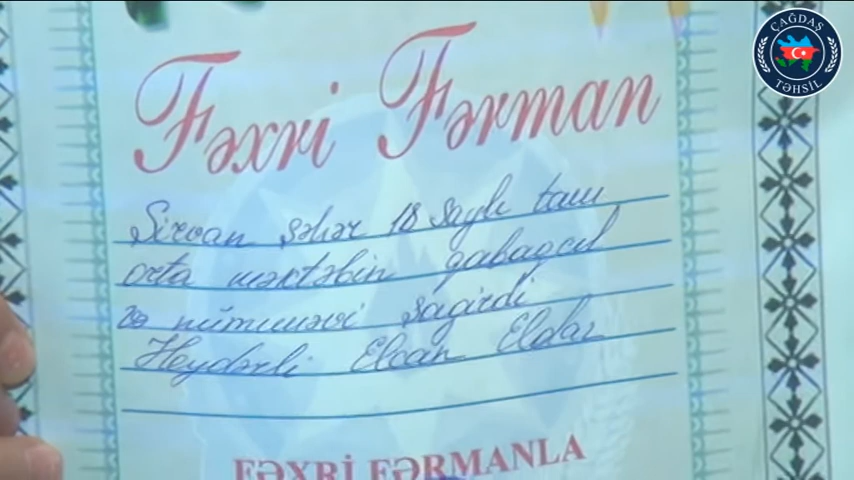 ÇAĞDAŞ
TƏHSİL
Fəxri Fərman
Şirvan şəhər 18 saylı tam
orta məktəbin qabaqcıl
və nümunəvi şagirdi
Heydərli Elcan Eldar
FƏXRİ FƏRMANLA